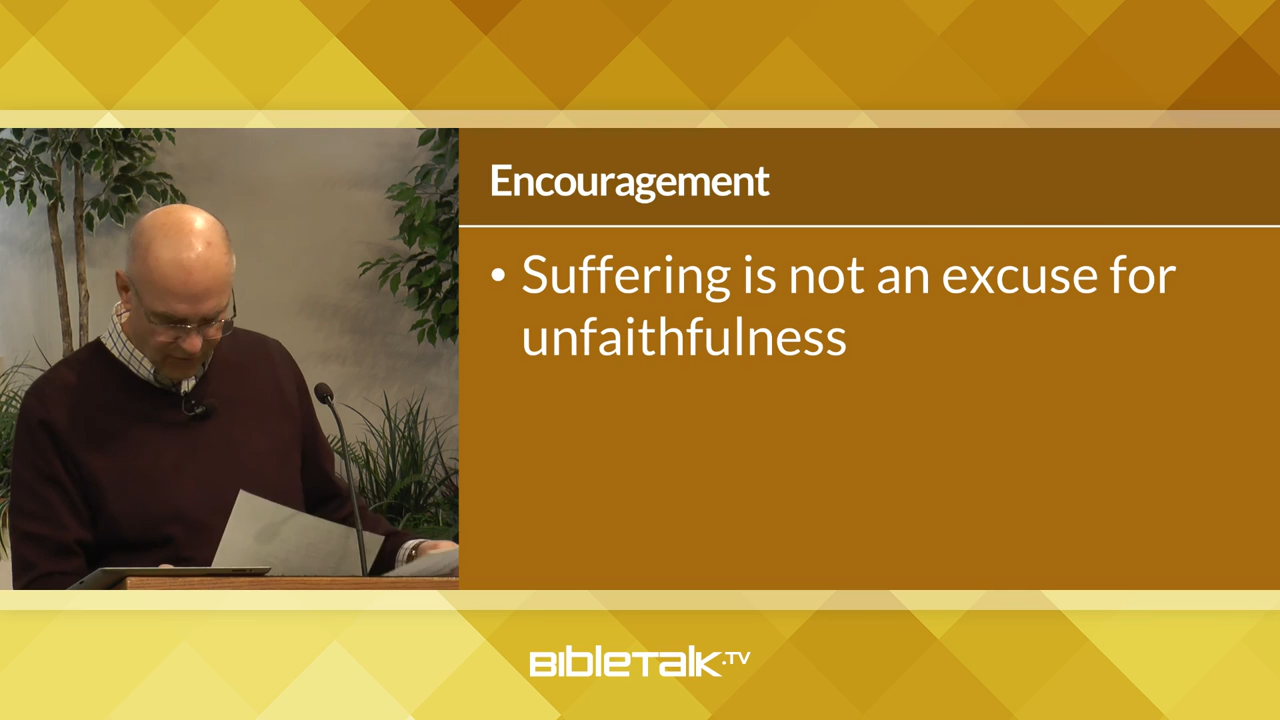 Encouragement
• Suffering is not an excuse for
unfaithfulness
BIBLETALK.TV